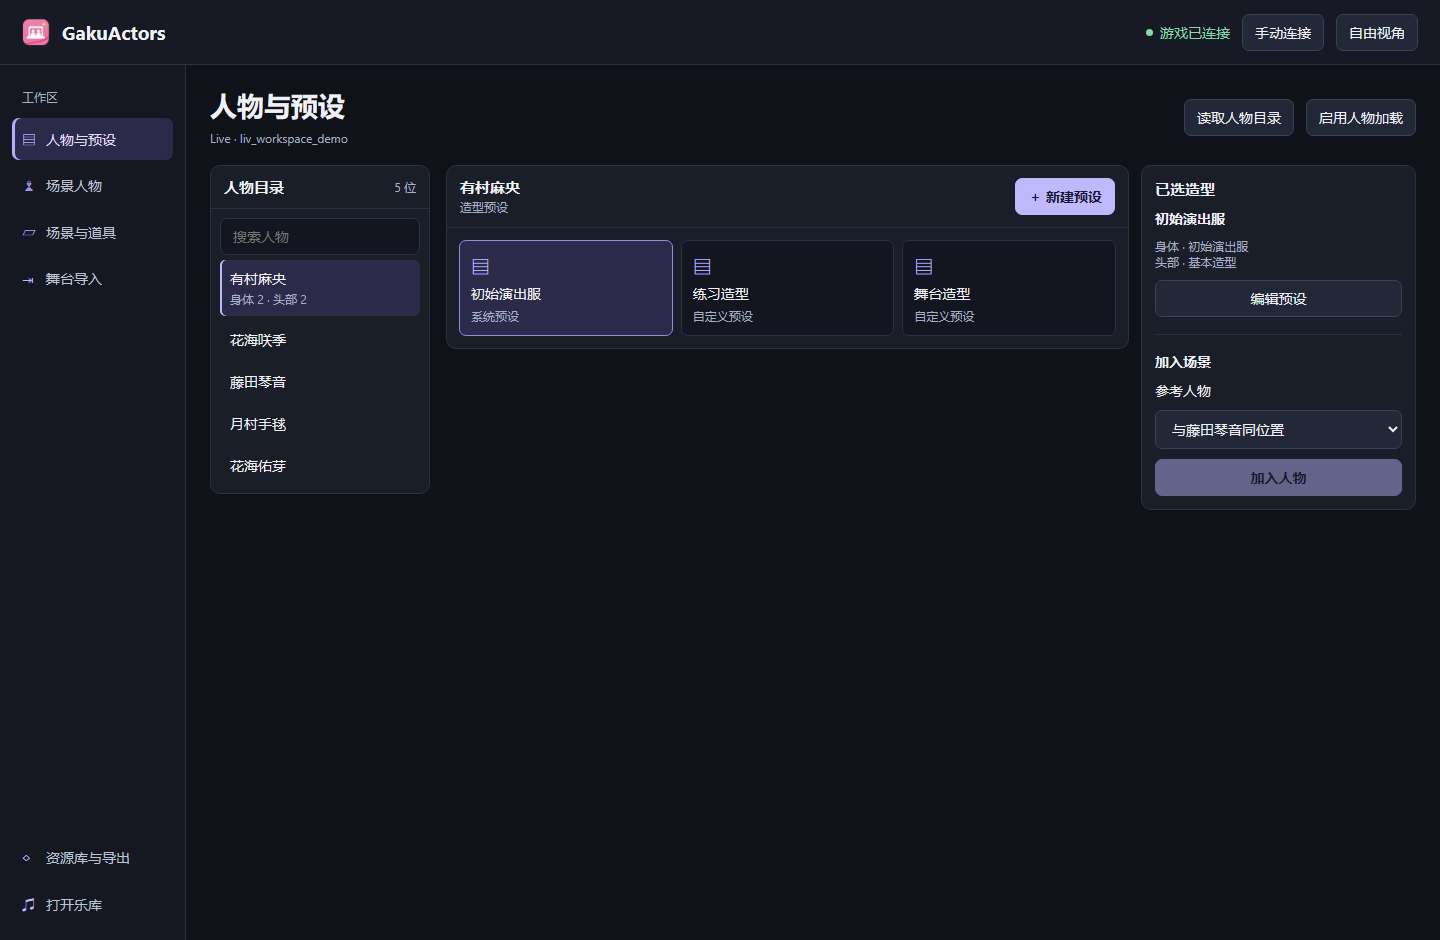 GakuActors
游戏已连接
手动连接
自由视角
工作区
人物与预设
场景人物
场景与道具
舞台导入
资源库与导出
打开乐库
人物与预设
Live · liv_workspace_demo
读取人物目录
启用人物加载
人物目录
5 位
搜索人物
有村麻央
身体 2 · 头部 2
花海咲季
藤田琴音
月村手毬
花海佑芽
有村麻央
造型预设
+ 新建预设
初始演出服
系统预设
练习造型
自定义预设
舞台造型
自定义预设
已选造型
初始演出服
身体 · 初始演出服
头部 · 基本造型
编辑预设
加入场景
参考人物
与藤田琴音同位置
加入人物